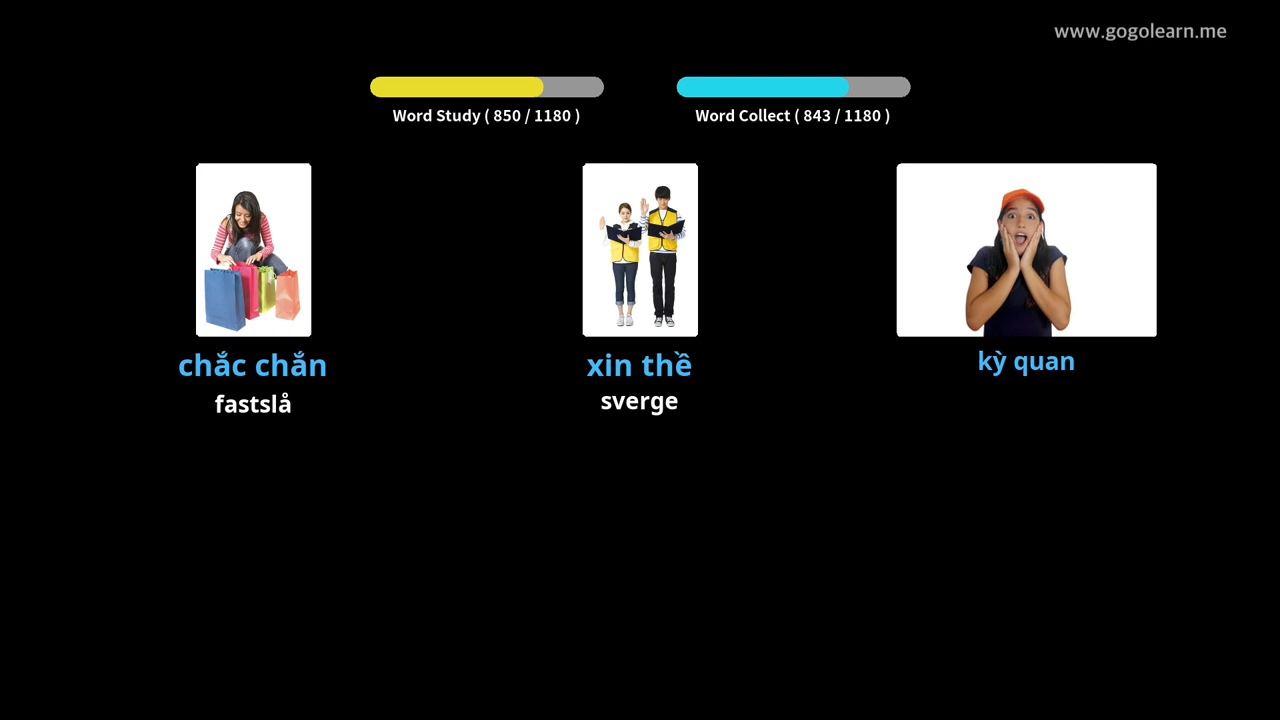 www.gogolearn.me
Word Study ( 850 / 1180 )
Word Collect ( 843 / 1180 )
chắc chắn
xin thề
kỳ quan
fastslå
sverge